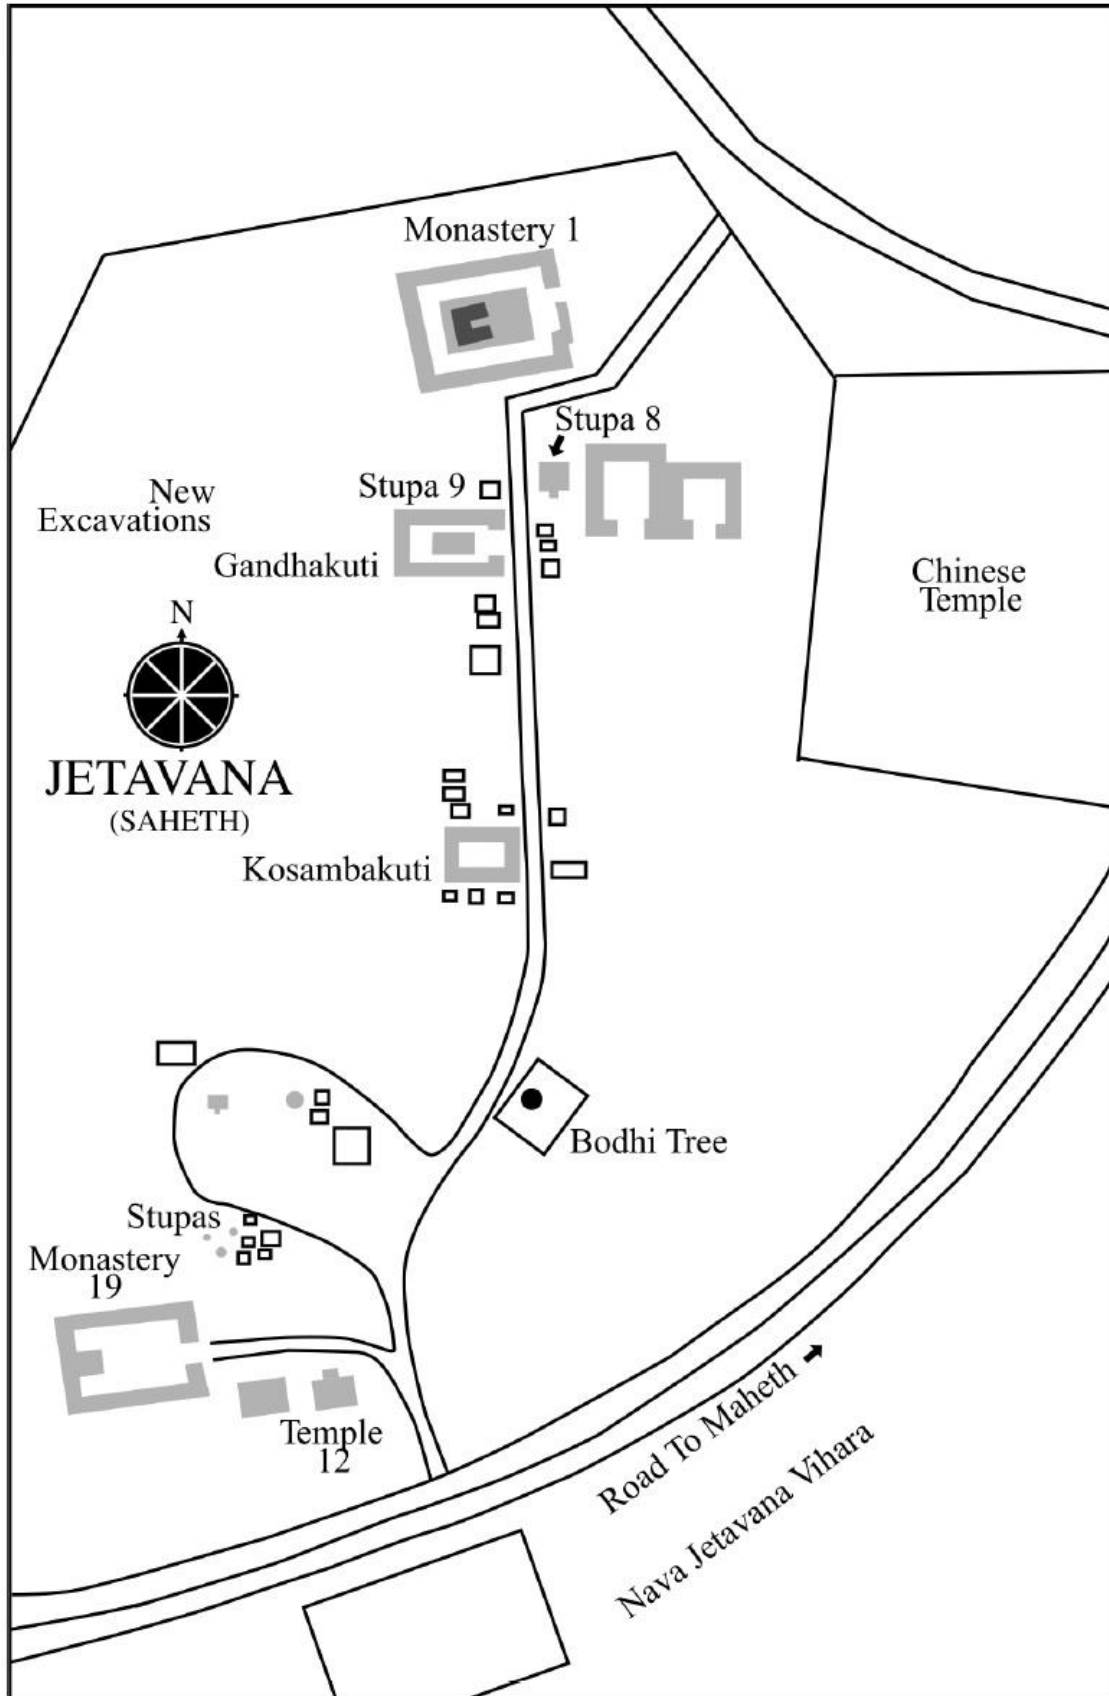 Monastery 1
Stupa 8
Stupa 9
New
Excavations
Gandhakuti
Chinese
Temple
N
JETAVANA
(SAHETH)
Kosambakuti
Bodhi Tree
Stupas
Monastery
19
Temple
12
Road To Maheth
Nava Jetavana Vihara